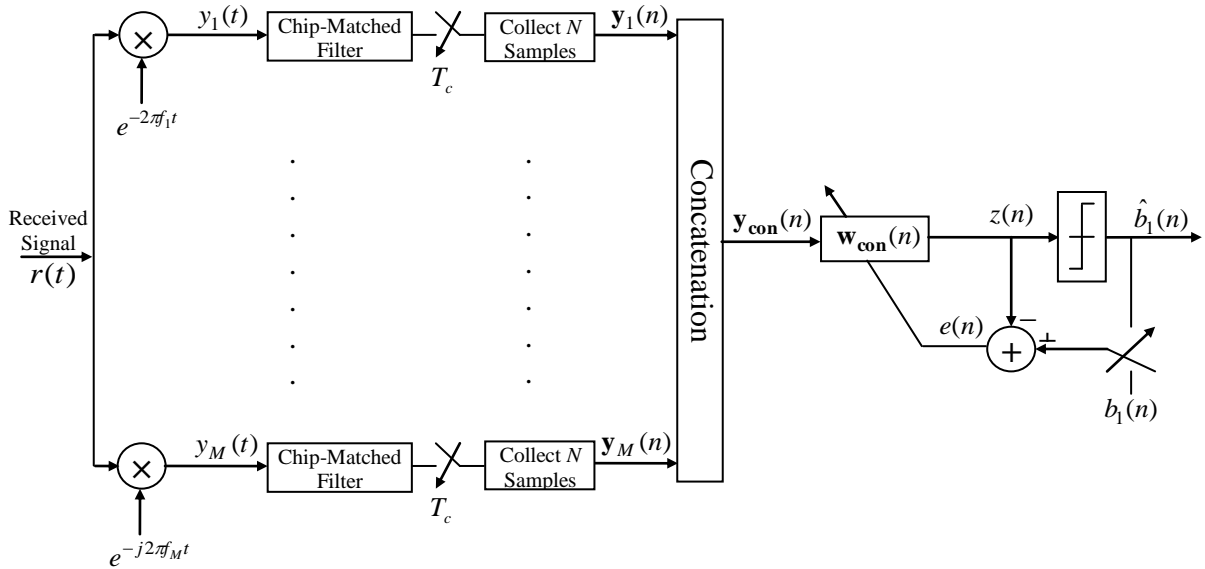 y₁(t)
Chip-Matched
Filter
T_c
Collect N
Samples
𝐲₁(n)
e^{−2πf₁t}
Received
Signal
r(t)
Concatenation
𝐲_con(n)
𝐰_con(n)
z(n)
b̂₁(n)
e(n)
−
+
±
b₁(n)
y_M(t)
Chip-Matched
Filter
T_c
Collect N
Samples
𝐲_M(n)
e^{−j2πf_M t}